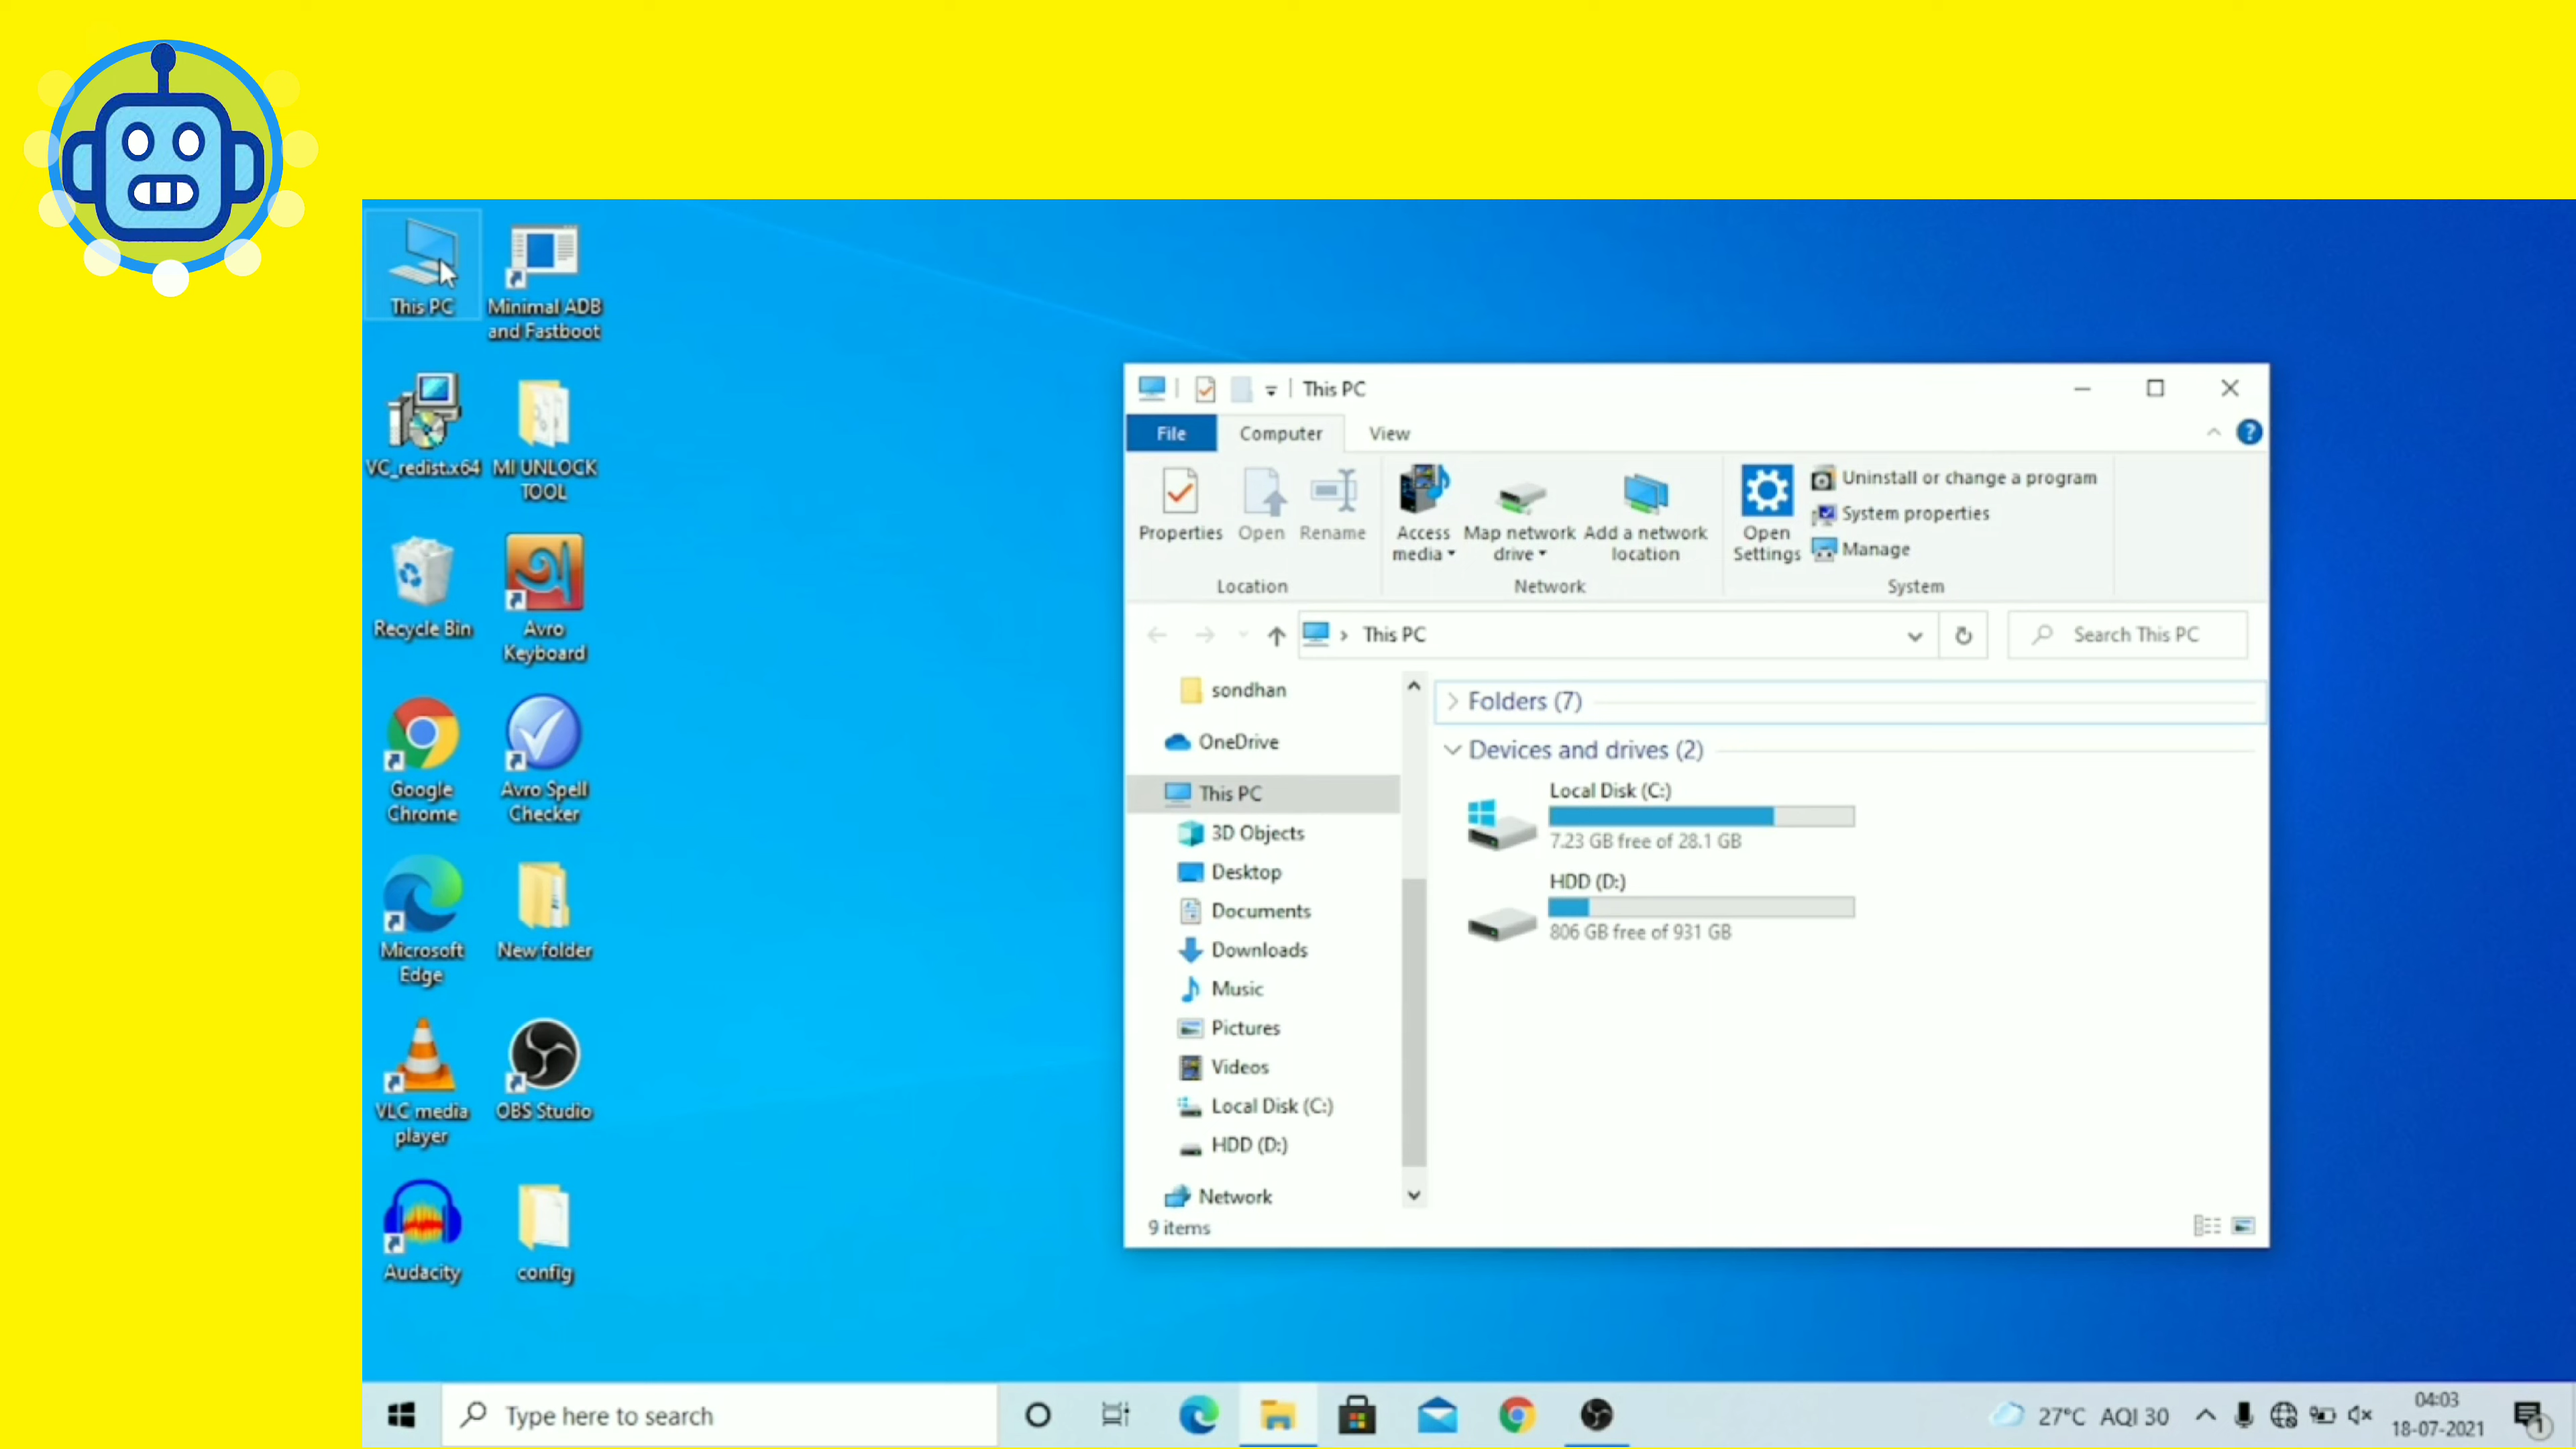 This PC
Minimal ADB
and Fastboot
VC_redist.x64
MI UNLOCK
TOOL
Recycle Bin
Avro
Keyboard
Google
Chrome
Avro Spell
Checker
Microsoft
Edge
New folder
VLC media
player
OBS Studio
Audacity
config
This PC
File
Computer
View
Properties
Open
Rename
Location
Access
media
Map network
drive
Add a network
location
Network
Open
Settings
Uninstall or change a program
System properties
Manage
System
This PC
Search This PC
sondhan
OneDrive
This PC
3D Objects
Desktop
Documents
Downloads
Music
Pictures
Videos
Local Disk (C:)
HDD (D:)
Network
Folders (7)
Devices and drives (2)
Local Disk (C:)
7.23 GB free of 28.1 GB
HDD (D:)
806 GB free of 931 GB
9 items
Type here to search
27°C AQI 30
04:03
18-07-2021
1